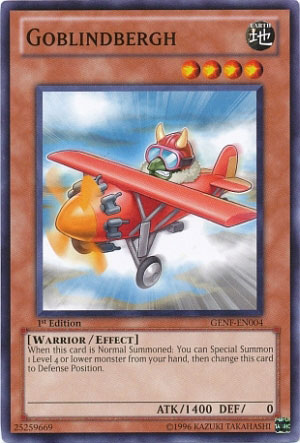 GOBLINDBERGH
EARTH
地
1st Edition
GENF-EN004
[WARRIOR / EFFECT]
When this card is Normal Summoned: You can Special Summon
1 Level 4 or lower monster from your hand, then change this card
to Defense Position.
ATK/1400 DEF/ 0
25259669
©1996 KAZUKI TAKAHASHI